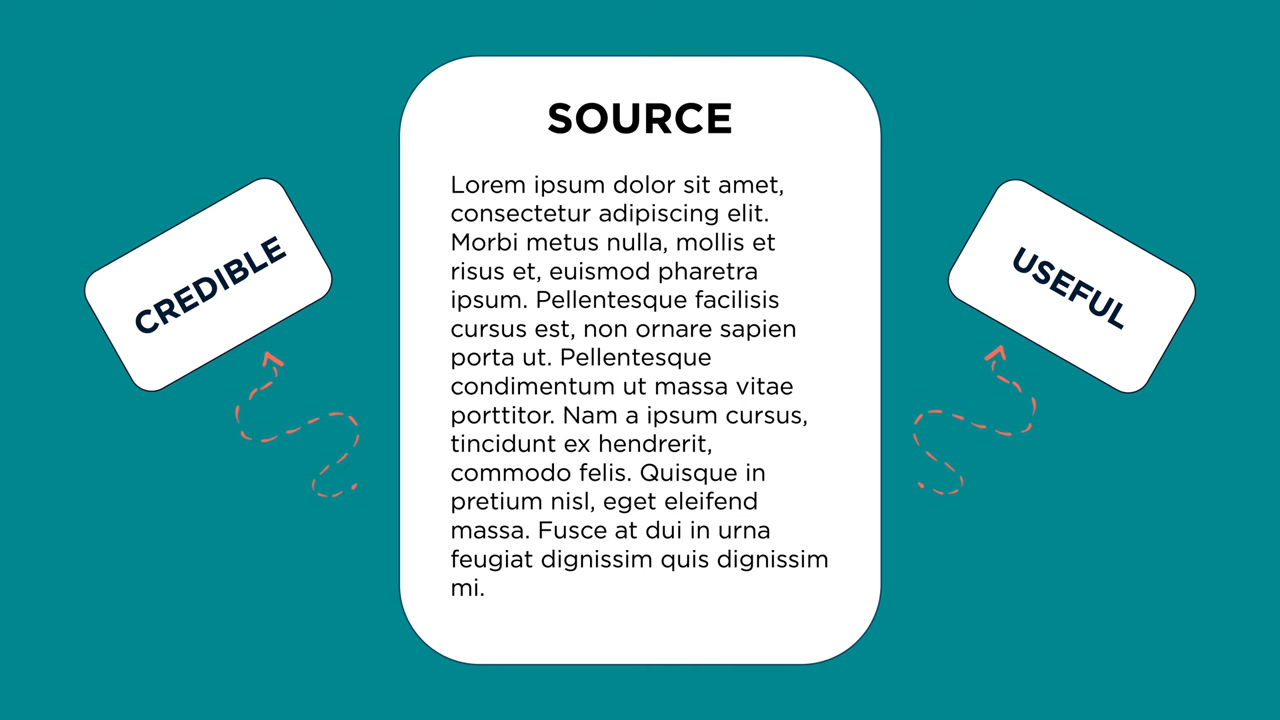 SOURCE
CREDIBLE
USEFUL
Lorem ipsum dolor sit amet,
consectetur adipiscing elit.
Morbi metus nulla, mollis et
risus et, euismod pharetra
ipsum. Pellentesque facilisis
cursus est, non ornare sapien
porta ut. Pellentesque
condimentum ut massa vitae
porttitor. Nam a ipsum cursus,
tincidunt ex hendrerit,
commodo felis. Quisque in
pretium nisl, eget eleifend
massa. Fusce at dui in urna
feugiat dignissim quis dignissim
mi.